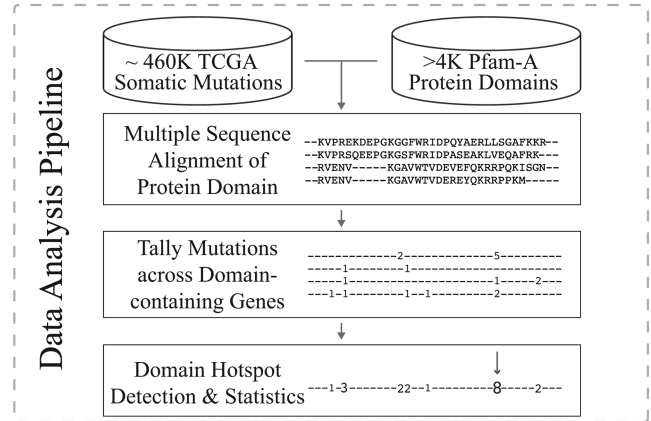 Data Analysis Pipeline
~ 460K TCGA
Somatic Mutations
>4K Pfam-A
Protein Domains
Multiple Sequence
Alignment of
Protein Domain
--KVPREKDEPGKGGFWRIDPQYAERLLSGAFKKR--
--KVPRSQEEPGKGSFWRIDPASEAKLVEQAFRK---
--RVENV-----KGAVWTVDEVEFQKRRPQKISGN--
--RVENV-----KGAVWTVDEREYQKRRPPKM-----
Tally Mutations
across Domain-
containing Genes
-----------------2-----------------5-----------
-------1-----------1-----------------------------
-------1-----------------------------1-------2---
----1-1-----------1---1-------------2------------
Domain Hotspot
Detection & Statistics
----1-3---------22--1------------8------2---